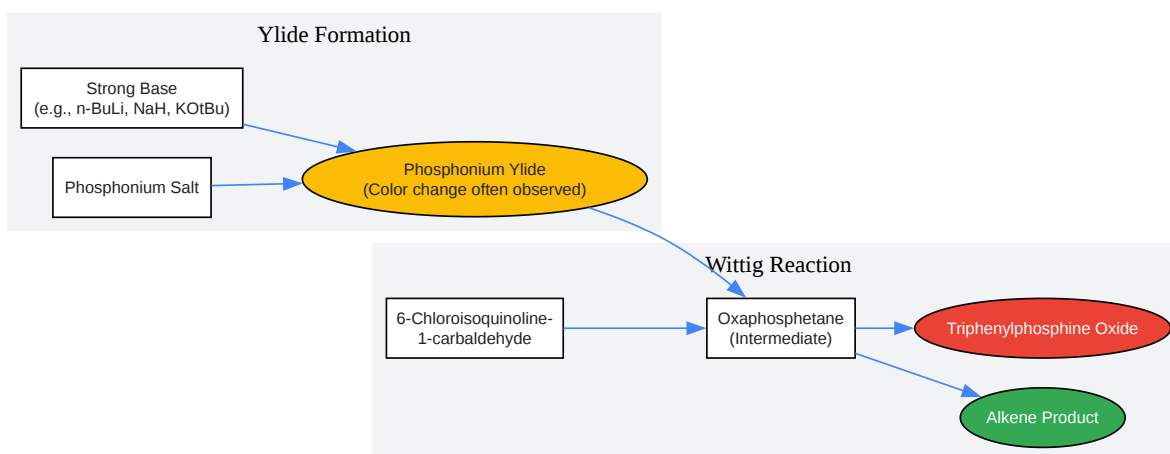 Ylide Formation
Strong Base
(e.g., n-BuLi, NaH, KOtBu)
Phosphonium Salt
Phosphonium Ylide
(Color change often observed)
Wittig Reaction
6-Chloroisoquinoline-
1-carbaldehyde
Oxaphosphetane
(Intermediate)
Triphenylphosphine Oxide
Alkene Product